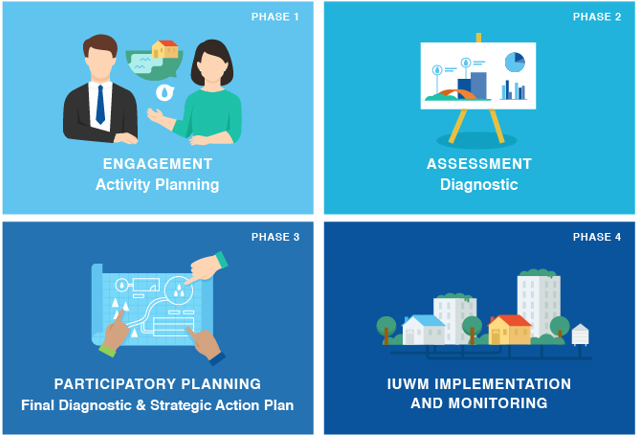 PHASE 1
ENGAGEMENT
Activity Planning
PHASE 2
ASSESSMENT
Diagnostic
PHASE 3
PARTICIPATORY PLANNING
Final Diagnostic & Strategic Action Plan
PHASE 4
IUWM IMPLEMENTATION
AND MONITORING